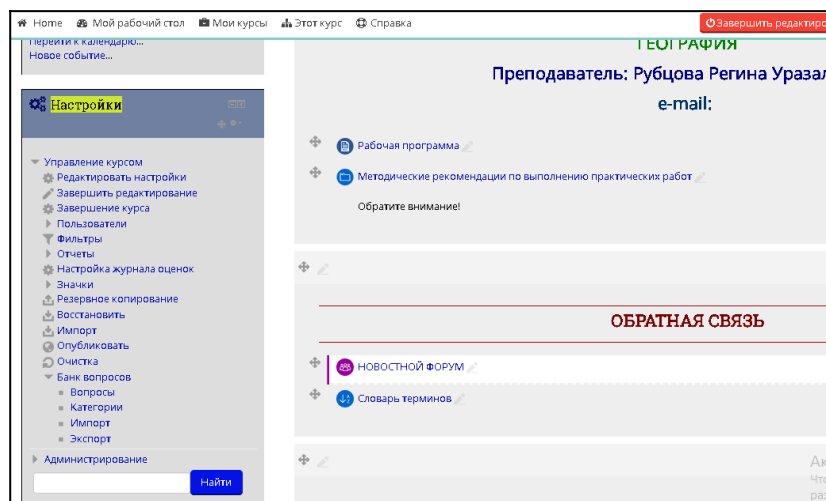 Home Мой рабочий стол Мои курсы Этот курс Справка Завершить редактиро
Перейти к календарю...
Новое событие...
Настройки
Управление курсом
Редактировать настройки
Завершить редактирование
Завершение курса
Пользователи
Фильтры
Отчеты
Настройка журнала оценок
Значки
Резервное копирование
Восстановить
Импорт
Опубликовать
Очистка
Банк вопросов
Вопросы
Категории
Импорт
Экспорт
Администрирование
Найти
ГЕОГРАФИЯ
Преподаватель: Рубцова Регина Уразал
e-mail:
Рабочая программа
Методические рекомендации по выполнению практических работ
Обратите внимание!
ОБРАТНАЯ СВЯЗЬ
НОВОСТНОЙ ФОРУМ
Словарь терминов
Ак
Что
раз